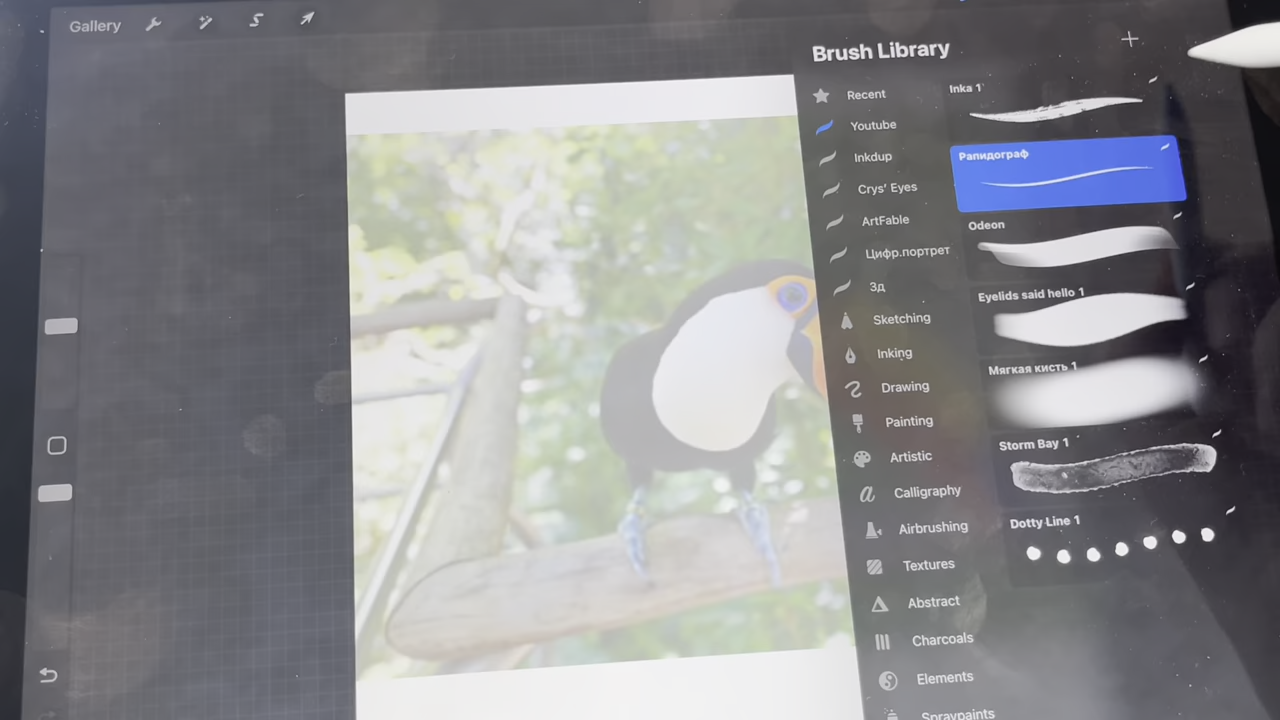 Gallery
Brush Library
Recent
Youtube
Inkdup
Crys' Eyes
ArtFable
Цифр.портрет
3д
Sketching
Inking
Drawing
Painting
Artistic
Calligraphy
Airbrushing
Textures
Abstract
Charcoals
Elements
Spraypaints
Inka 1
Рапидограф
Odeon
Eyelids said hello 1
Мягкая кисть 1
Storm Bay 1
Dotty Line 1